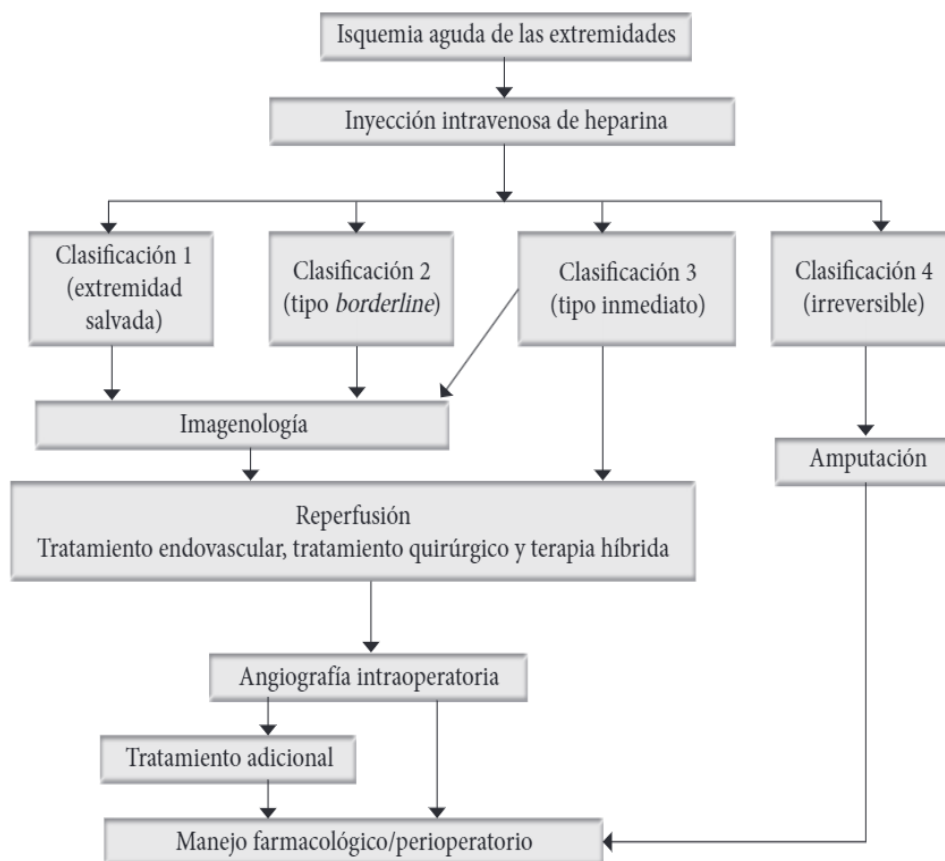 Isquemia aguda de las extremidades
Inyección intravenosa de heparina
Clasificación 1
(extremidad
salvada)
Clasificación 2
(tipo borderline)
Clasificación 3
(tipo inmediato)
Clasificación 4
(irreversible)
Imagenología
Amputación
Reperfusión
Tratamiento endovascular, tratamiento quirúrgico y terapia híbrida
Angiografía intraoperatoria
Tratamiento adicional
Manejo farmacológico/perioperatorio